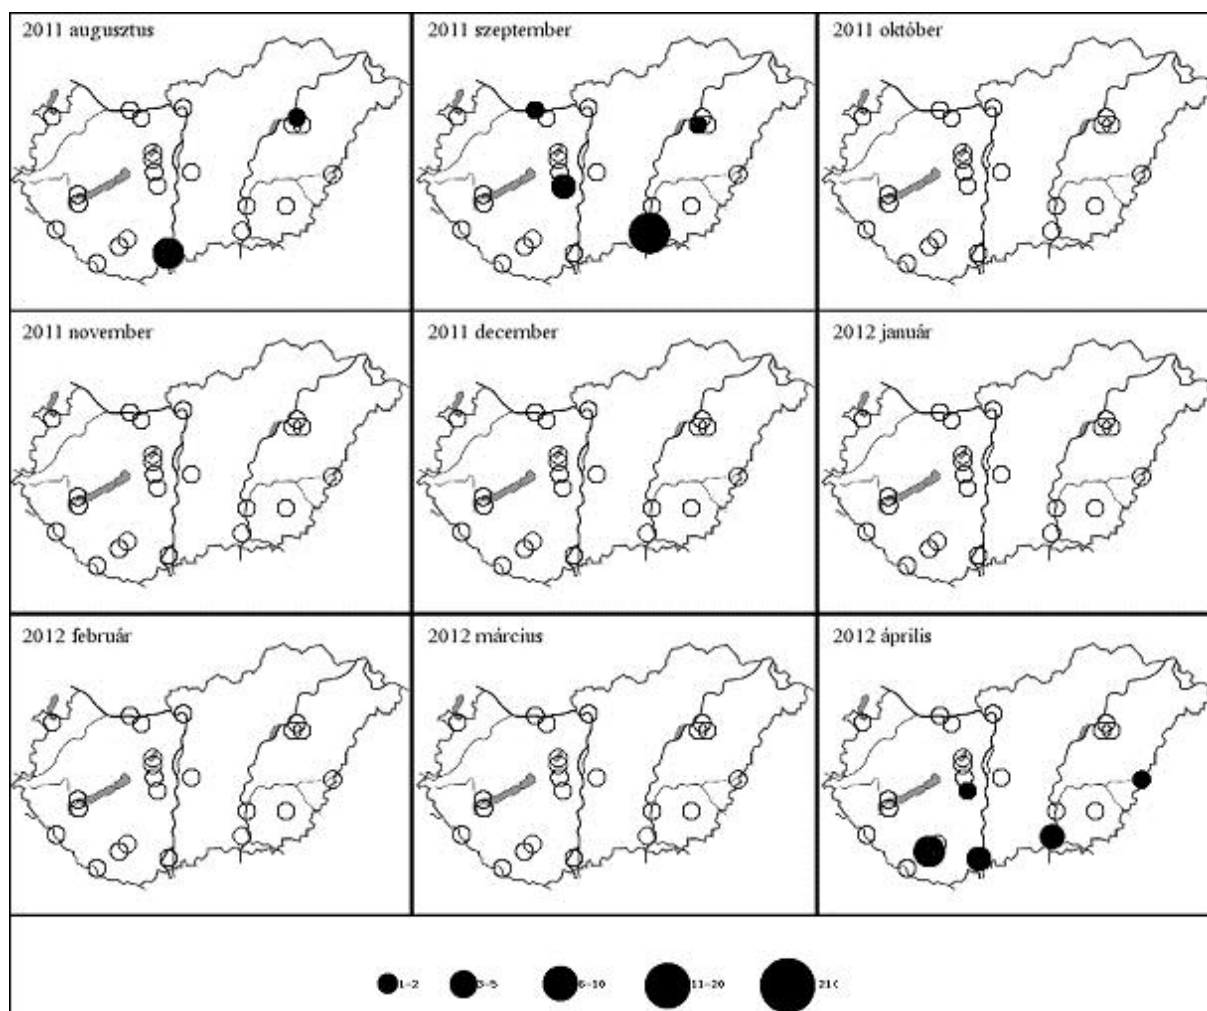 2011 augusztus
2011 szeptember
2011 október
2011 november
2011 december
2012 január
2012 február
2012 március
2012 április
1-2
3-5
6-10
11-20
21<